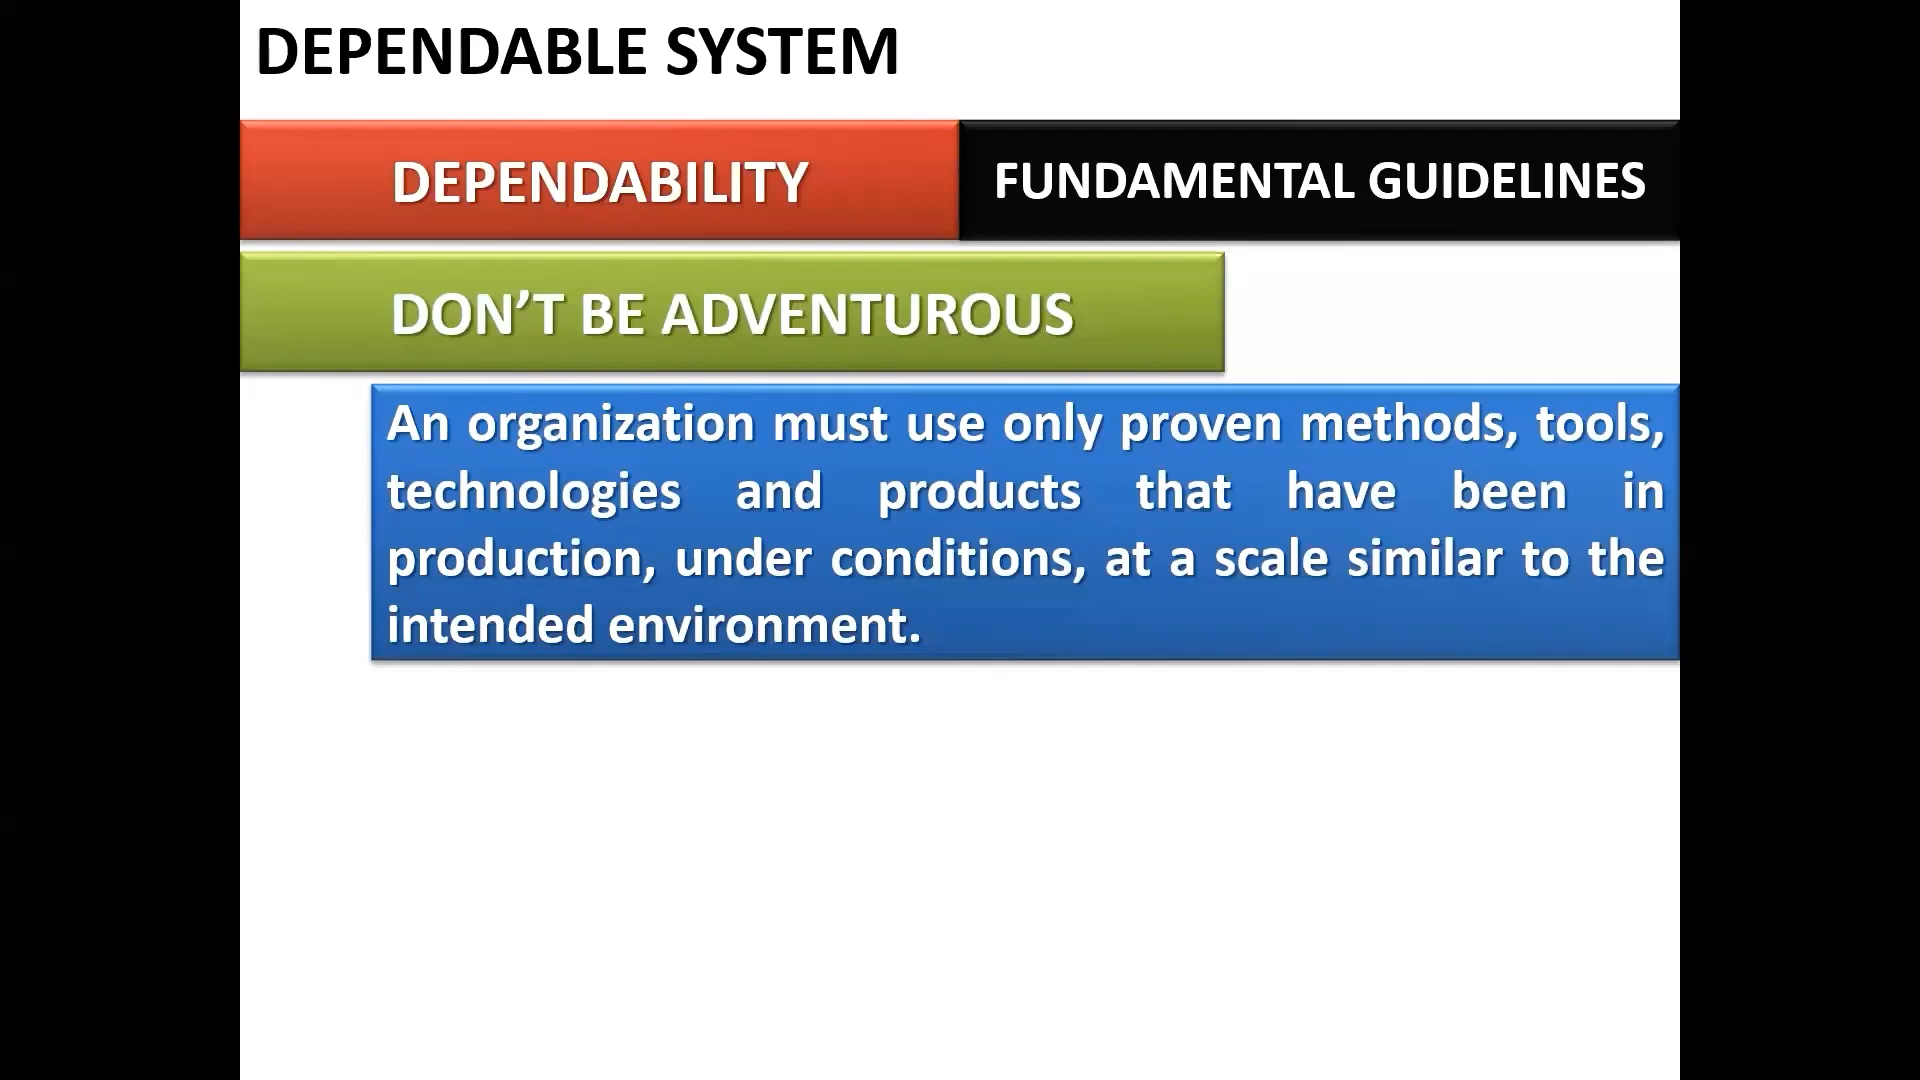 DEPENDABLE SYSTEM
DEPENDABILITY
FUNDAMENTAL GUIDELINES
DON’T BE ADVENTUROUS
An organization must use only proven methods, tools,
technologies and products that have been in
production, under conditions, at a scale similar to the
intended environment.